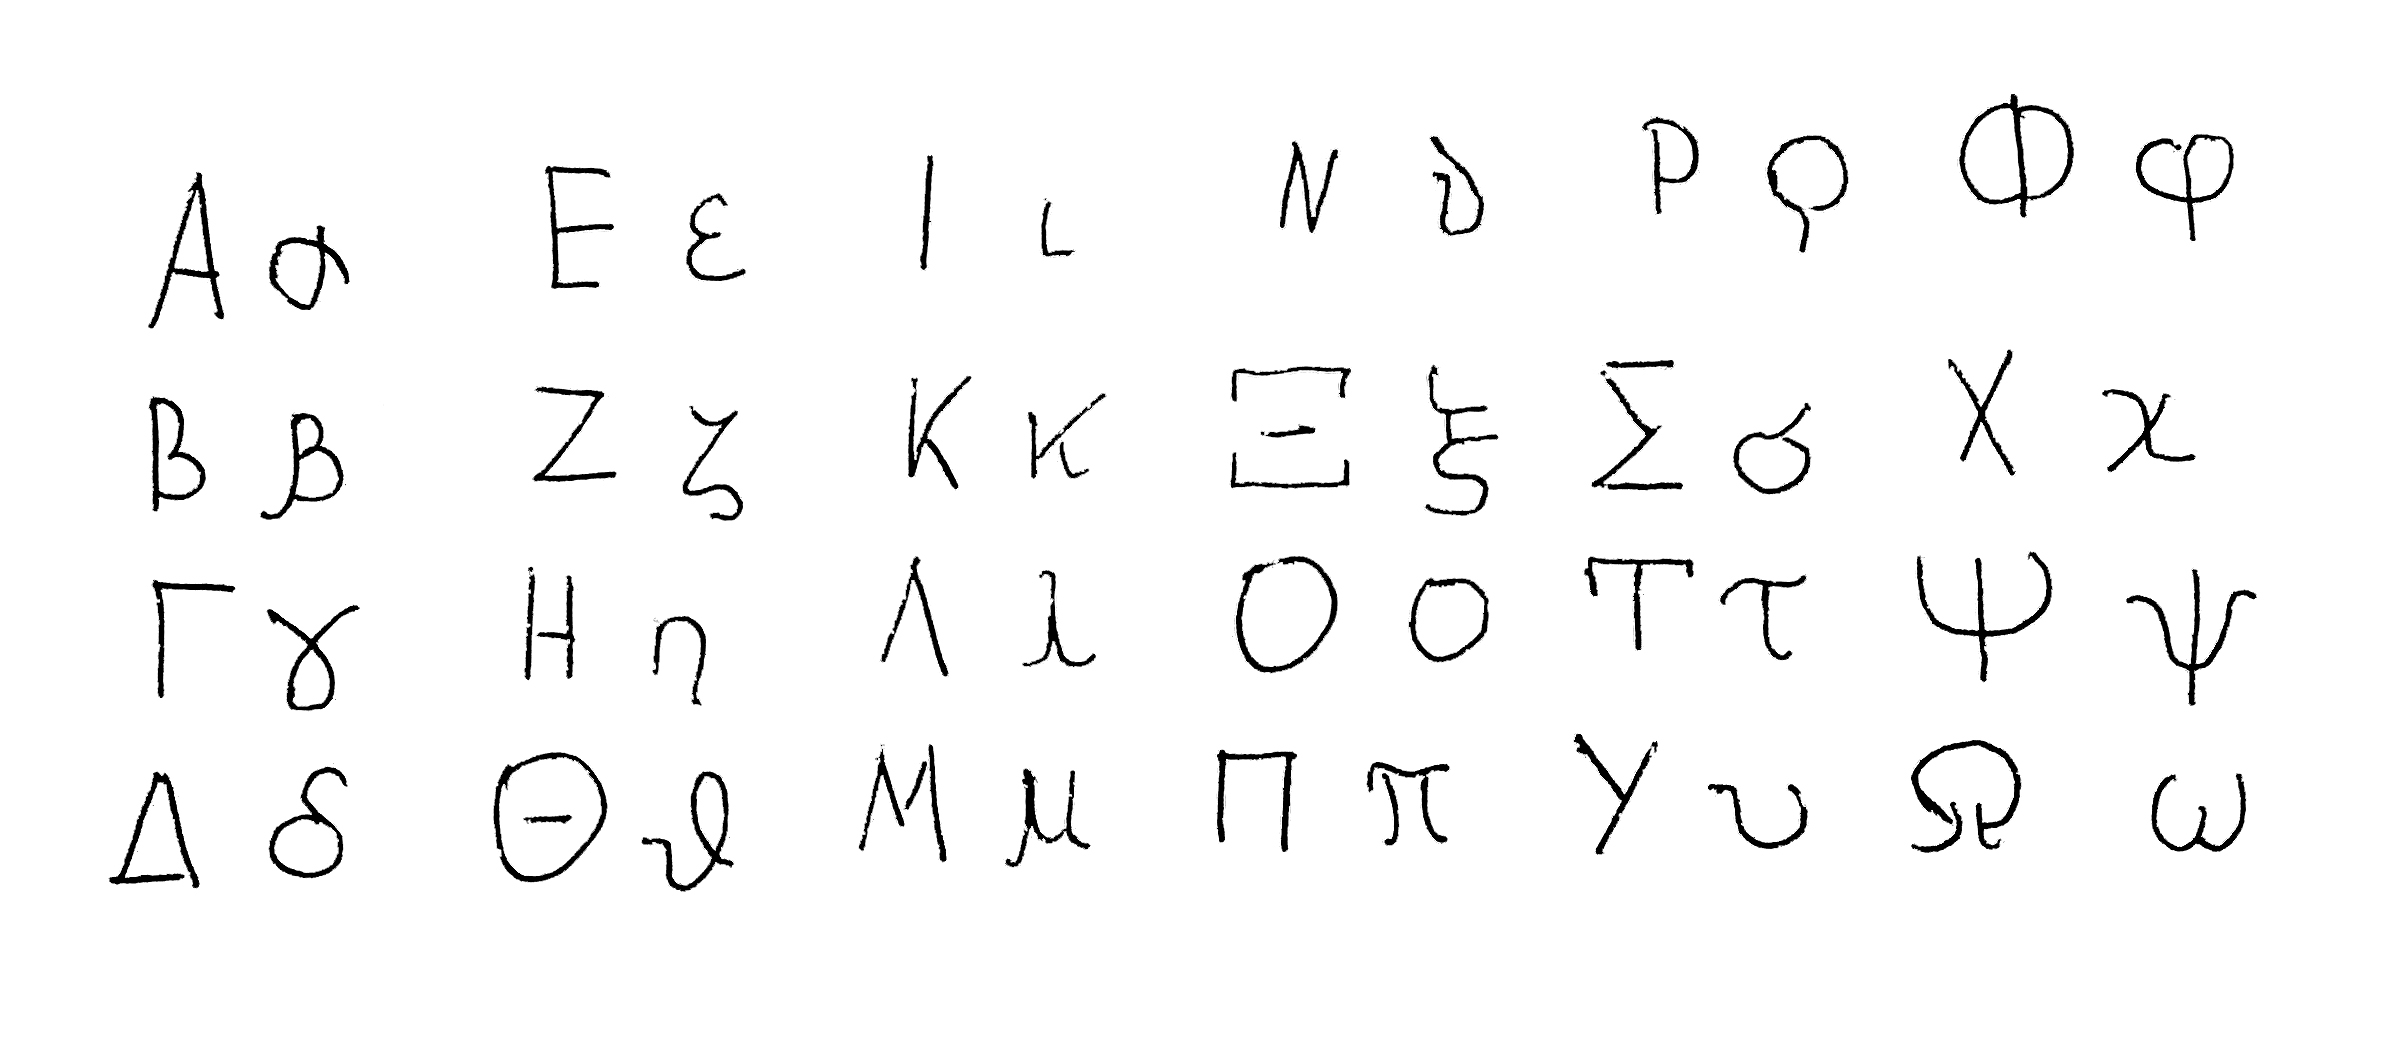 Α α Ε ε Ι ι Ν ν Ρ ρ Φ φ
Β β Ζ ζ Κ κ Ξ ξ Σ σ Χ χ
Γ γ Η η Λ λ Ο ο Τ τ Ψ ψ
Δ δ Θ ϑ Μ μ Π π Υ υ Ω ω